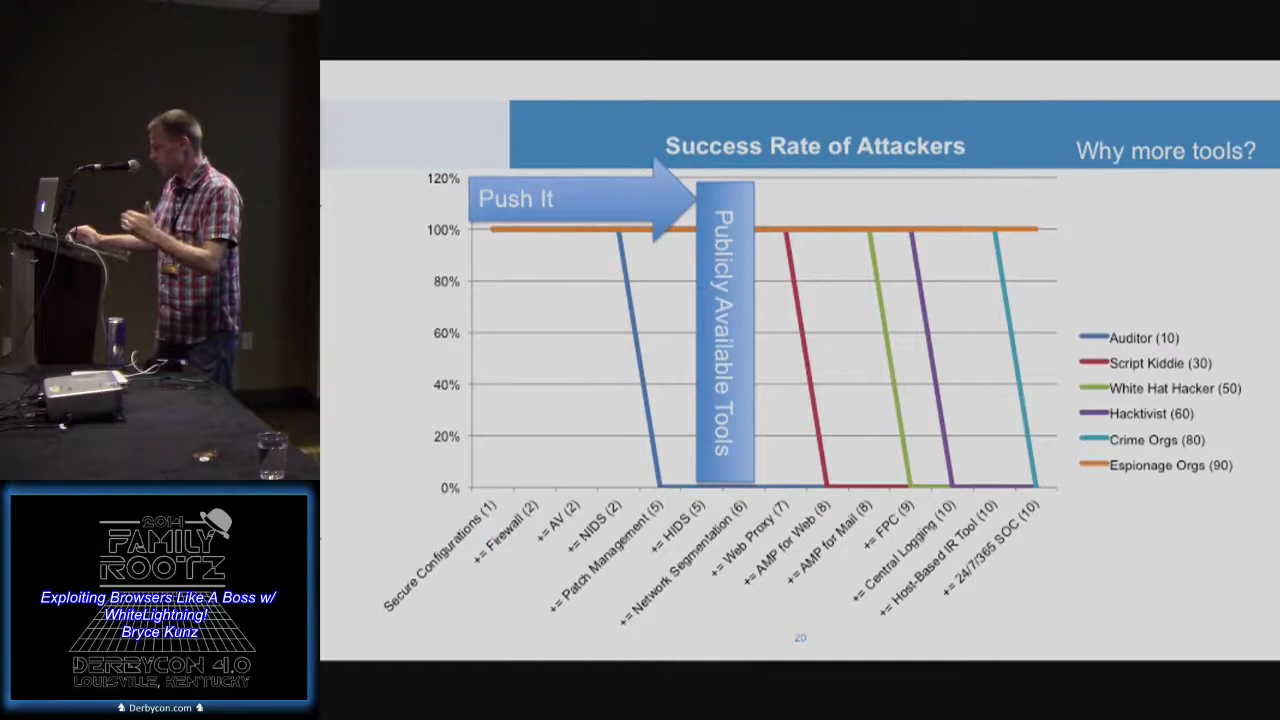 Success Rate of Attackers
Why more tools?
Push It
Publicly Available Tools
120%
100%
80%
60%
40%
20%
0%
Secure Configurations (1)
+= Firewall (2)
+= AV (2)
+= NIDS (2)
+= Patch Management (5)
+= HIDS (5)
+= Network Segmentation (6)
+= Web Proxy (7)
+= AMP for Web (8)
+= AMP for Mail (8)
+= FPC (9)
+= Central Logging (10)
+= Host-Based IR Tool (10)
+= 24/7/365 SOC (10)
Auditor (10)
Script Kiddie (30)
White Hat Hacker (50)
Hacktivist (60)
Crime Orgs (80)
Espionage Orgs (90)
20
2014
FAMILY
ROOTZ
Exploiting Browsers Like A Boss w/
WhiteLightning!
Bryce Kunz
DERBYCON 4.0
LOUISVILLE, KENTUCKY
Derbycon.com